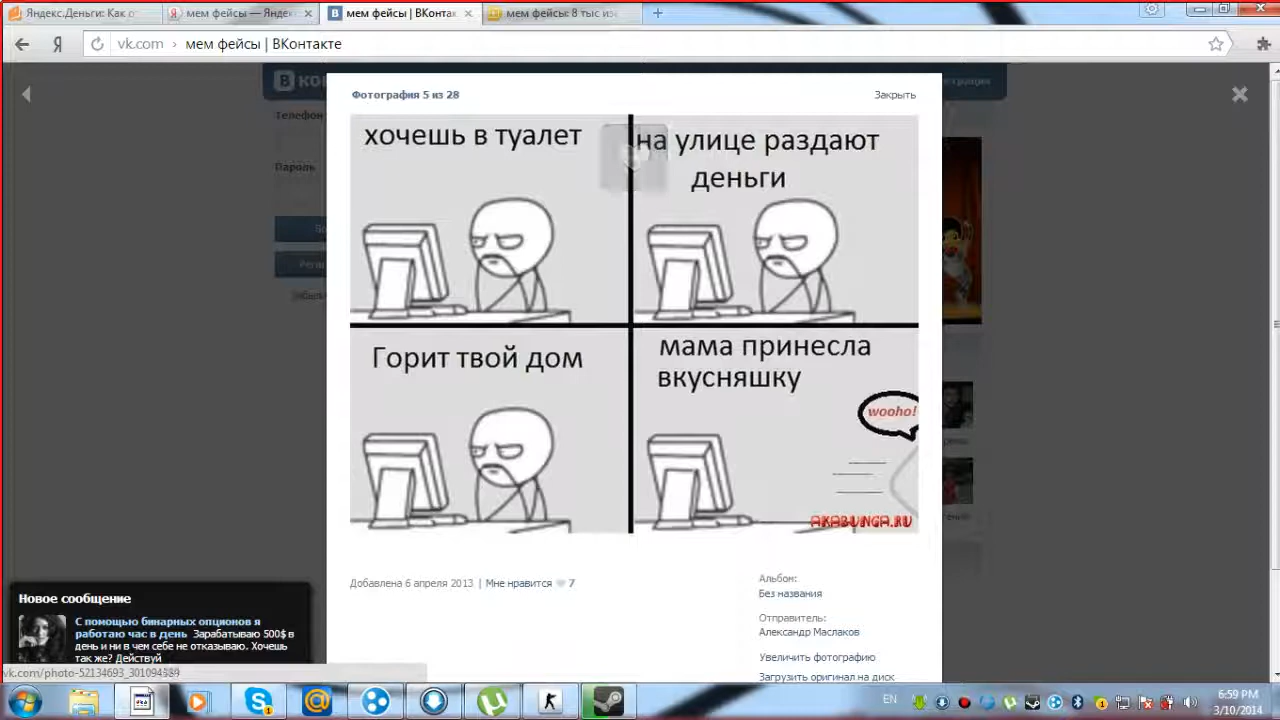 Яндекс.Деньги: Как о
мем фейсы — Яндекс
мем фейсы | ВКонтак
мем фейсы: 8 тыс изо
vk.com › мем фейсы | ВКонтакте
Фотография 5 из 28
Закрыть
Телефон
Пароль
хочешь в туалет
на улице раздают
деньги
Горит твой дом
мама принесла
вкусняшку
wooho!
AKABUNGA.RU
Добавлена 6 апреля 2013 | Мне нравится 7
Альбом:
Без названия
Отправитель:
Александр Маслаков
Увеличить фотографию
Загрузить оригинал на диск
Новое сообщение
С помощью бинарных опционов я
работаю час в день Зарабатываю 500$ в
день и ни в чем себе не отказываю. Хочешь
так же? Действуй
vk.com/photo-52134693_301094389
EN
6:59 PM
3/10/2014